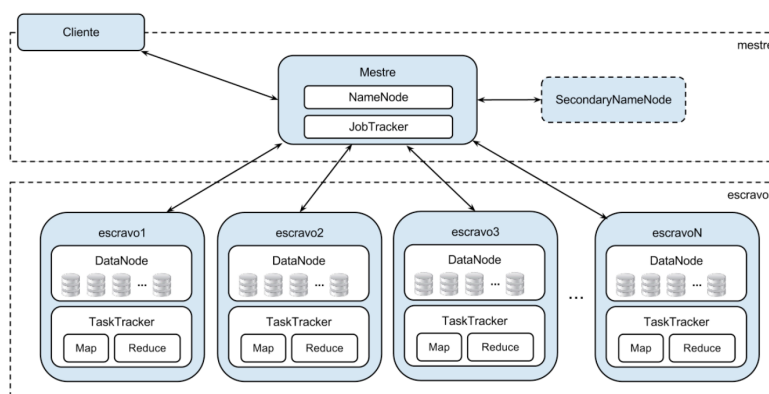 Cliente
mestre
Mestre
NameNode
JobTracker
SecondaryNameNode
escravo
escravo1
DataNode
...
TaskTracker
Map
Reduce
escravo2
DataNode
...
TaskTracker
Map
Reduce
escravo3
DataNode
...
TaskTracker
Map
Reduce
...
escravoN
DataNode
...
TaskTracker
Map
Reduce